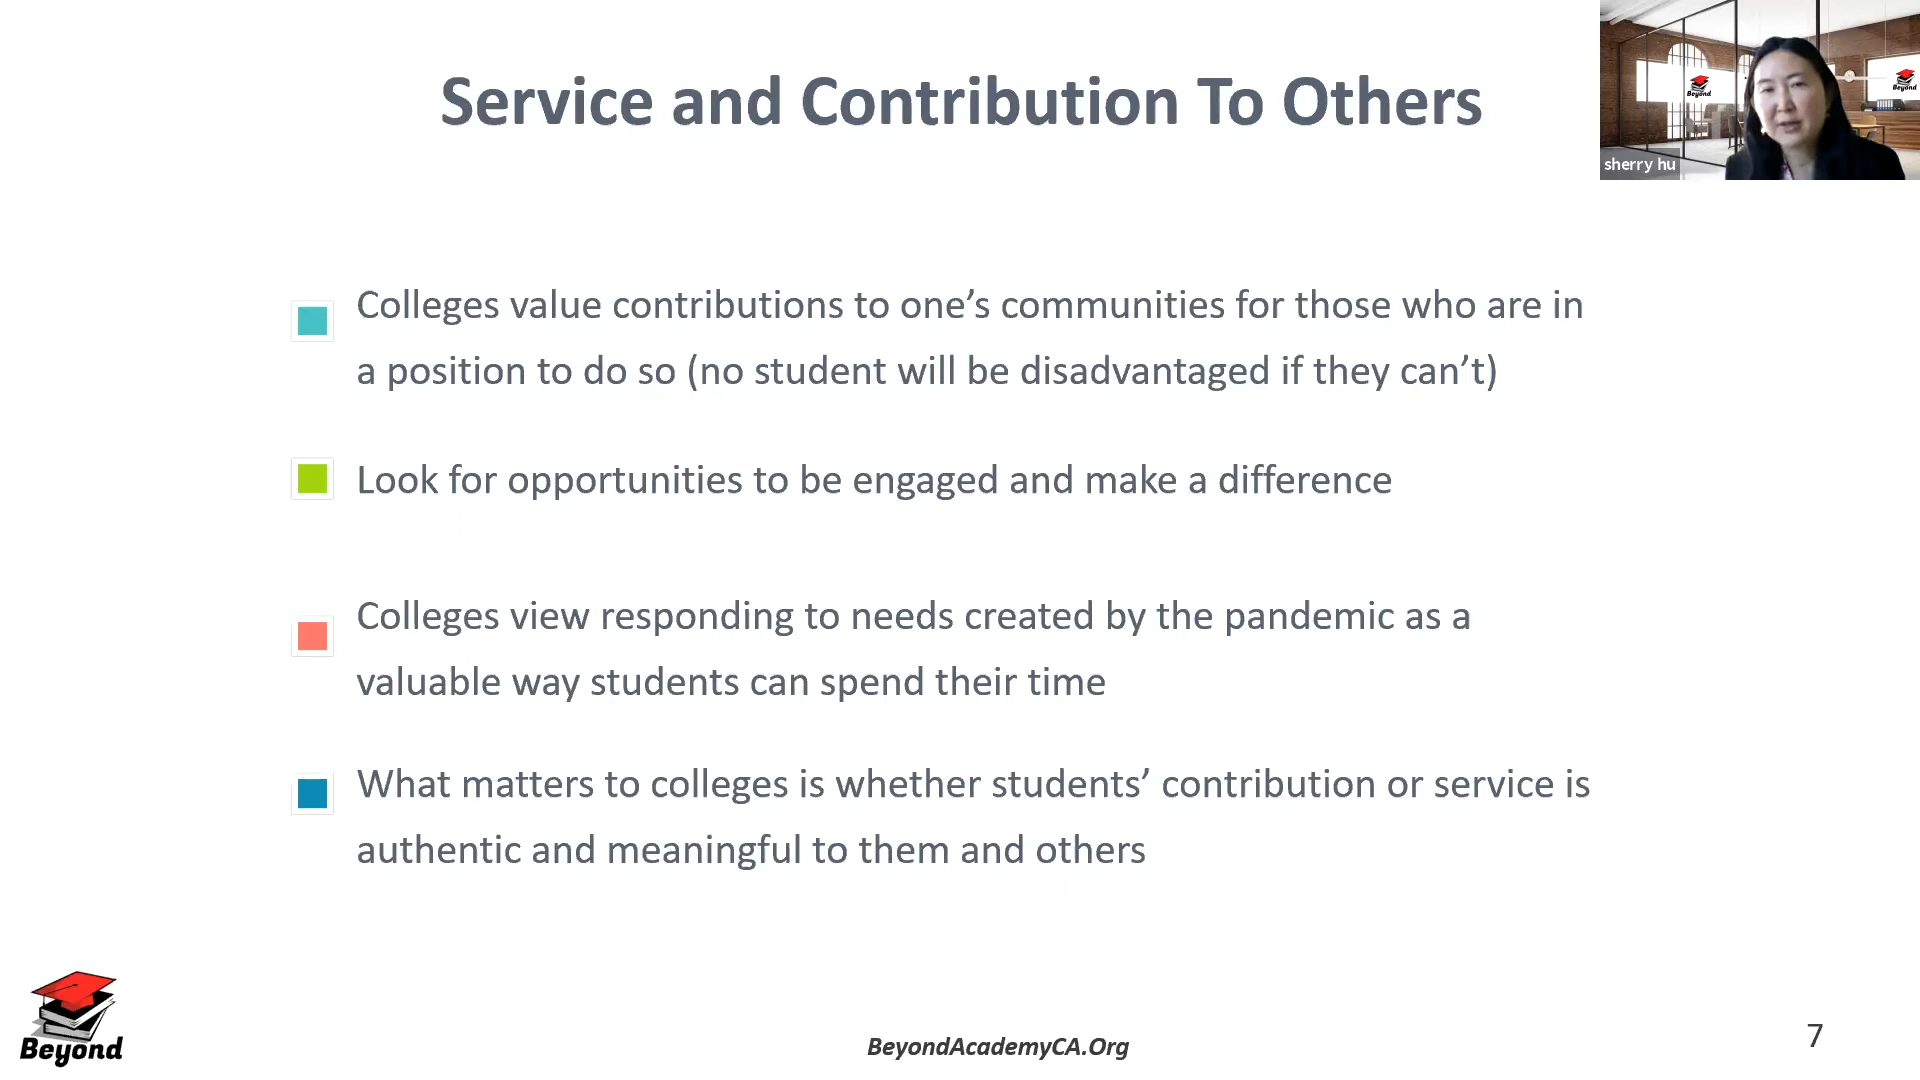 Service and Contribution To Others
Beyond
Beyond
sherry hu
Colleges value contributions to one’s communities for those who are in
a position to do so (no student will be disadvantaged if they can’t)
Look for opportunities to be engaged and make a difference
Colleges view responding to needs created by the pandemic as a
valuable way students can spend their time
What matters to colleges is whether students’ contribution or service is
authentic and meaningful to them and others
Beyond
BeyondAcademyCA.Org
7